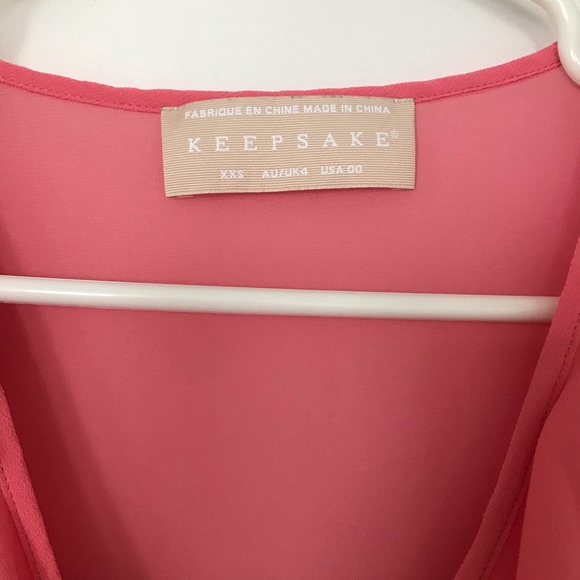 FABRIQUE EN CHINE MADE IN CHINA
KEEPSAKE®
XXS AU/UK4 USA 00